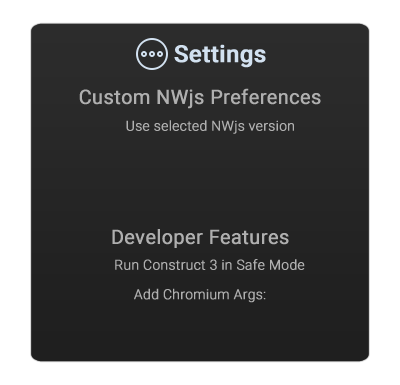 Settings
Custom NWjs Preferences
Use selected NWjs version
Developer Features
Run Construct 3 in Safe Mode
Add Chromium Args: